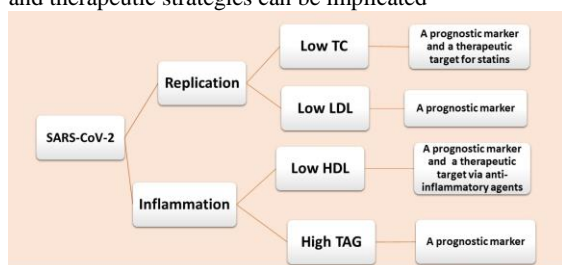 and therapeutic strategies can be implicated
Low TC
A prognostic marker
and a therapeutic
target for statins
Replication
Low LDL
A prognostic marker
SARS-CoV-2
Low HDL
A prognostic marker
and a therapeutic
target via anti-
inflammatory agents
Inflammation
High TAG
A prognostic marker